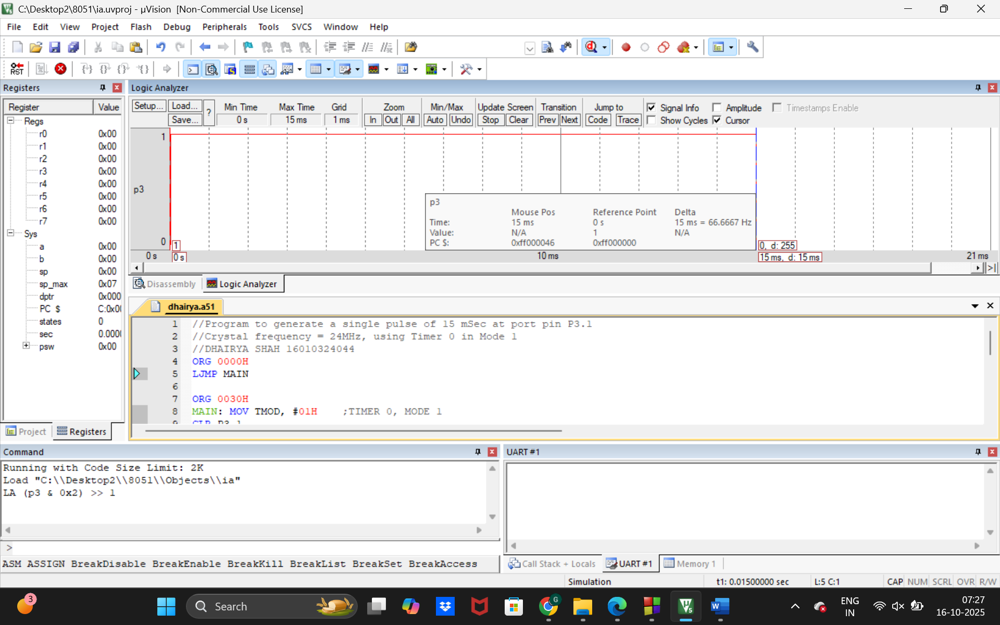 C:\Desktop2\8051\ia.uvproj - µVision  [Non-Commercial Use License]
File Edit View Project Flash Debug Peripherals Tools SVCS Window Help
RST
Registers
Register Value
Regs
r0 0x00
r1 0x00
r2 0x00
r3 0x00
r4 0x00
r5 0x00
r6 0x00
r7 0x00
Sys
a 0x00
b 0x00
sp 0x00
sp_max 0x07
dptr 0x000
PC $ C:0x0
states 0
sec 0.000
psw 0x00
Project Registers
Logic Analyzer
Setup... Load... ? Min Time Max Time Grid Zoom Min/Max Update Screen Transition Jump to Signal Info Amplitude Timestamps Enable
Save... 0 s 15 ms 1 ms In Out All Auto Undo Stop Clear Prev Next Code Trace Show Cycles Cursor
1
p3
0
1
p3
Mouse Pos Reference Point Delta
Time: 15 ms 0 s 15 ms = 66.6667 Hz
Value: N/A 1 N/A
PC $: 0xff000046 0xff000000
0, d: 255
0 s 0 s 10 ms 15 ms, d: 15 ms 21 ms
Disassembly Logic Analyzer
dhairya.a51
1 //Program to generate a single pulse of 15 mSec at port pin P3.1
2 //Crystal frequency = 24MHz, using Timer 0 in Mode 1
3 //DHAIRYA SHAH 16010324044
4 ORG 0000H
5 LJMP MAIN
6
7 ORG 0030H
8 MAIN: MOV TMOD, #01H    ;TIMER 0, MODE 1
9 CLR P3.1
Command
Running with Code Size Limit: 2K
Load "C:\\Desktop2\\8051\\Objects\\ia"
LA (p3 & 0x2) >> 1
>
ASM ASSIGN BreakDisable BreakEnable BreakKill BreakList BreakSet BreakAccess
UART #1
Call Stack + Locals UART #1 Memory 1
Simulation t1: 0.01500000 sec L:5 C:1 CAP NUM SCRL OVR R/W
3
Search
G
ENG
IN
07:27
16-10-2025